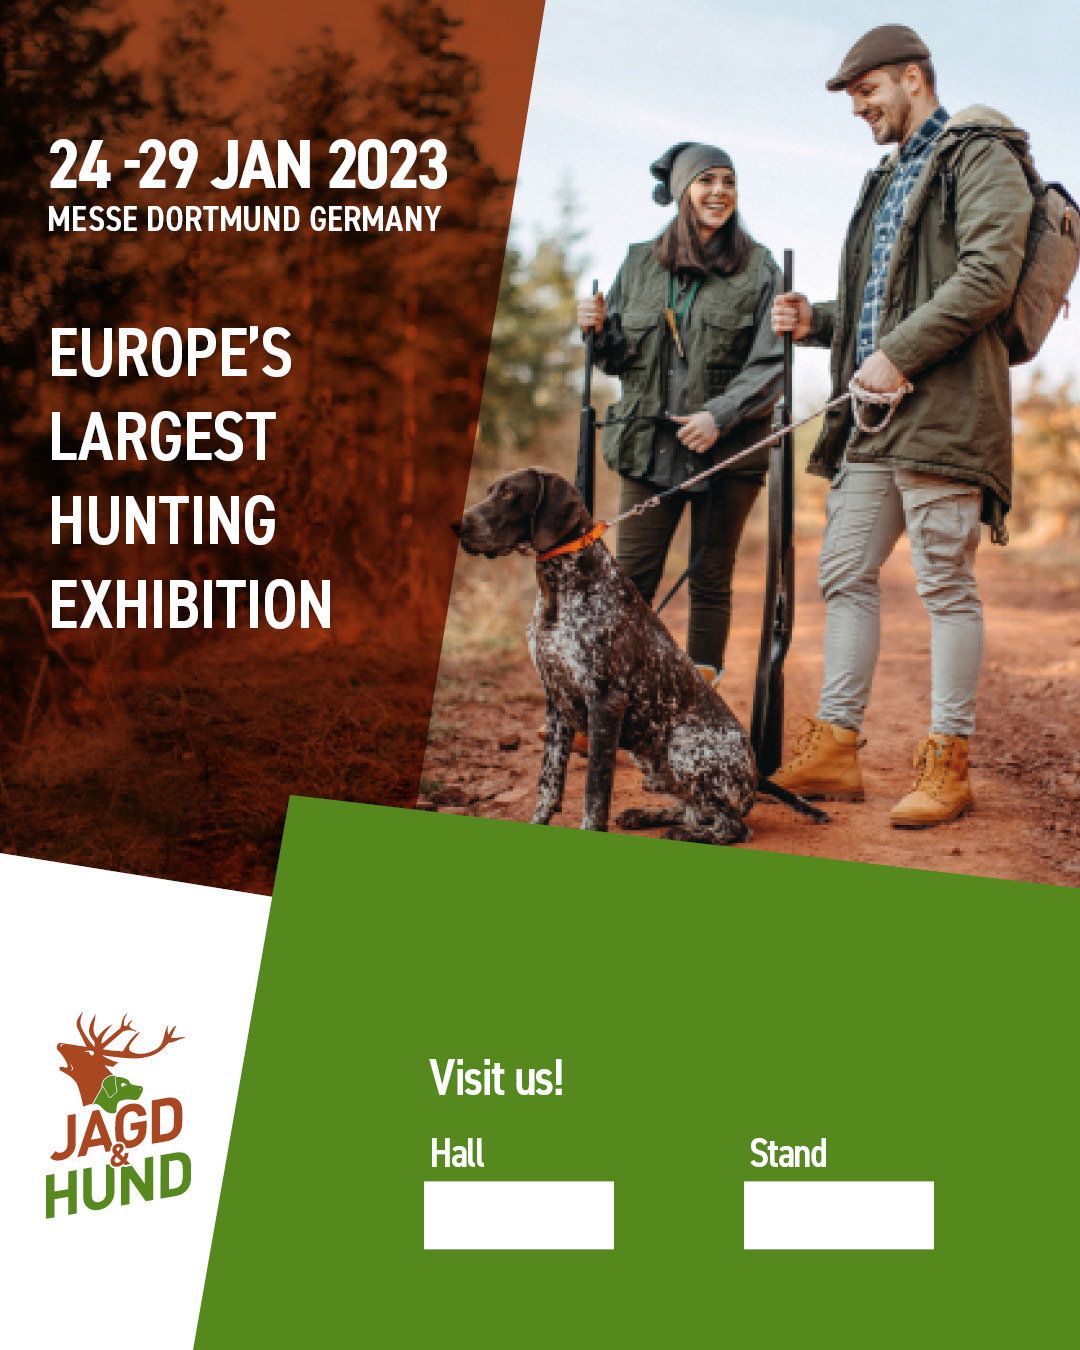 24 -29 JAN 2023
MESSE DORTMUND GERMANY
EUROPE'S
LARGEST
HUNTING
EXHIBITION
JAGD
&
HUND
Visit us!
Hall
Stand